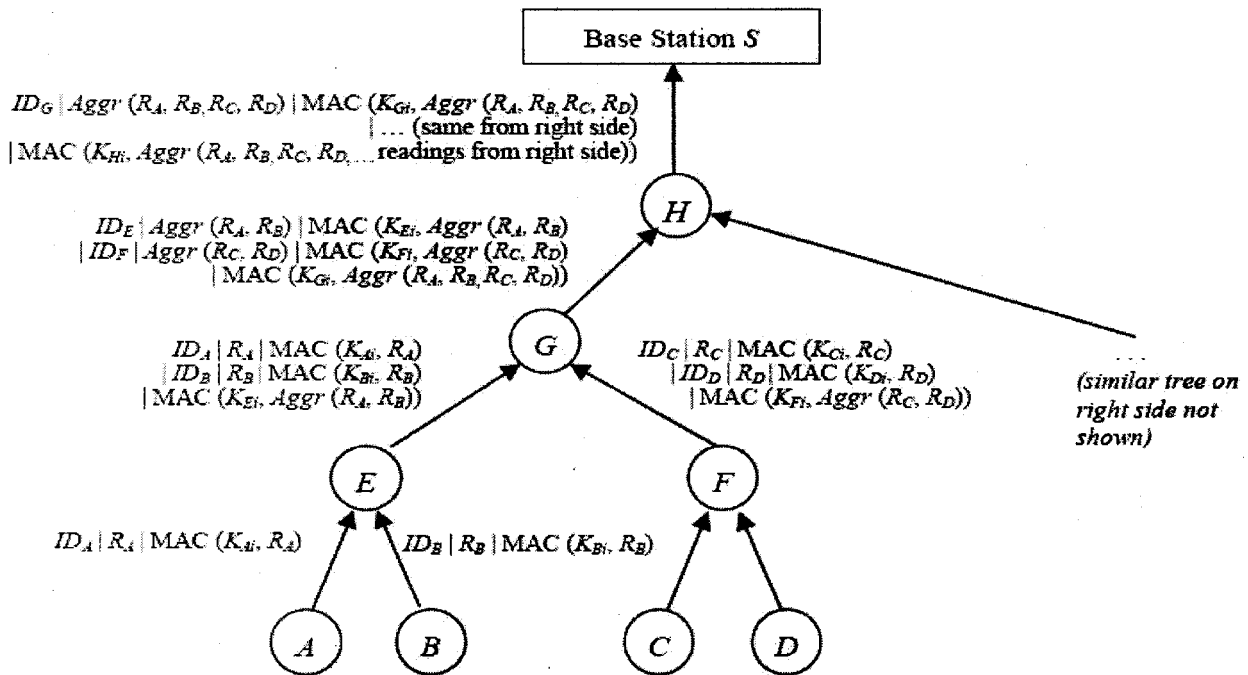 Base Station S
ID_G | Aggr (R_A, R_B, R_C, R_D) | MAC (K_Gi, Aggr (R_A, R_B, R_C, R_D)
| ... (same from right side)
| MAC (K_Hi, Aggr (R_A, R_B, R_C, R_D, ... readings from right side))
H
ID_E | Aggr (R_A, R_B) | MAC (K_Ei, Aggr (R_A, R_B)
| ID_F | Aggr (R_C, R_D) | MAC (K_Fi, Aggr (R_C, R_D)
| MAC (K_Gi, Aggr (R_A, R_B, R_C, R_D))
G
ID_A | R_A | MAC (K_Ai, R_A)
| ID_B | R_B | MAC (K_Bi, R_B)
| MAC (K_Ei, Aggr (R_A, R_B))
ID_C | R_C | MAC (K_Ci, R_C)
| ID_D | R_D | MAC (K_Di, R_D)
| MAC (K_Fi, Aggr (R_C, R_D))
...
(similar tree on
right side not
shown)
E
F
ID_A | R_A | MAC (K_Ai, R_A)
ID_B | R_B | MAC (K_Bi, R_B)
A
B
C
D